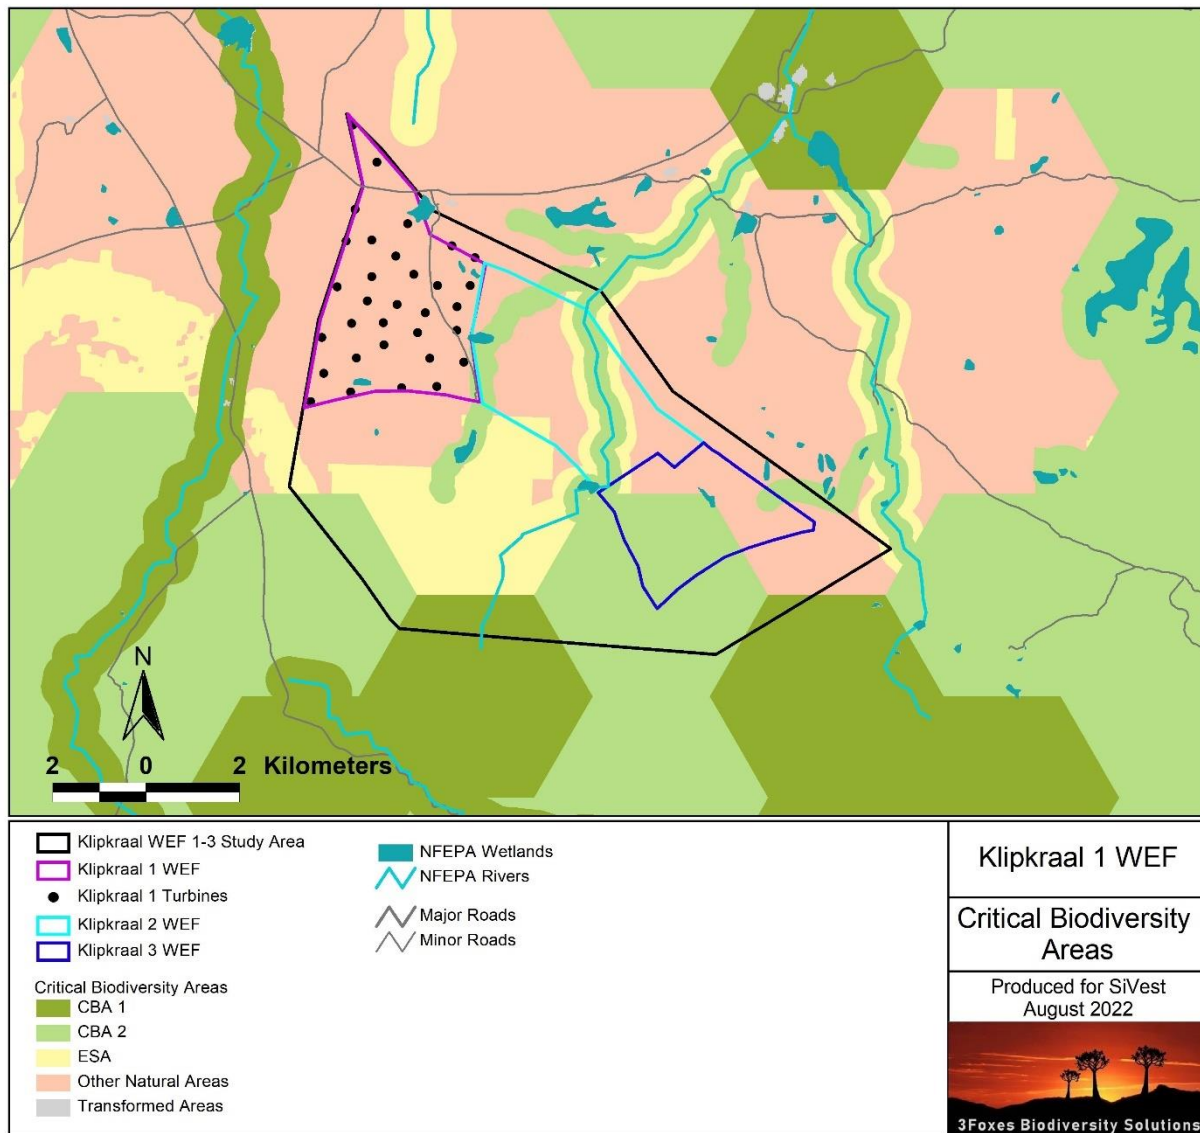 N
2 0 2 Kilometers
Klipkraal WEF 1-3 Study Area
Klipkraal 1 WEF
Klipkraal 1 Turbines
Klipkraal 2 WEF
Klipkraal 3 WEF
Critical Biodiversity Areas
CBA 1
CBA 2
ESA
Other Natural Areas
Transformed Areas
NFEPA Wetlands
NFEPA Rivers
Major Roads
Minor Roads
Klipkraal 1 WEF
Critical Biodiversity
Areas
Produced for SiVest
August 2022
3Foxes Biodiversity Solutions